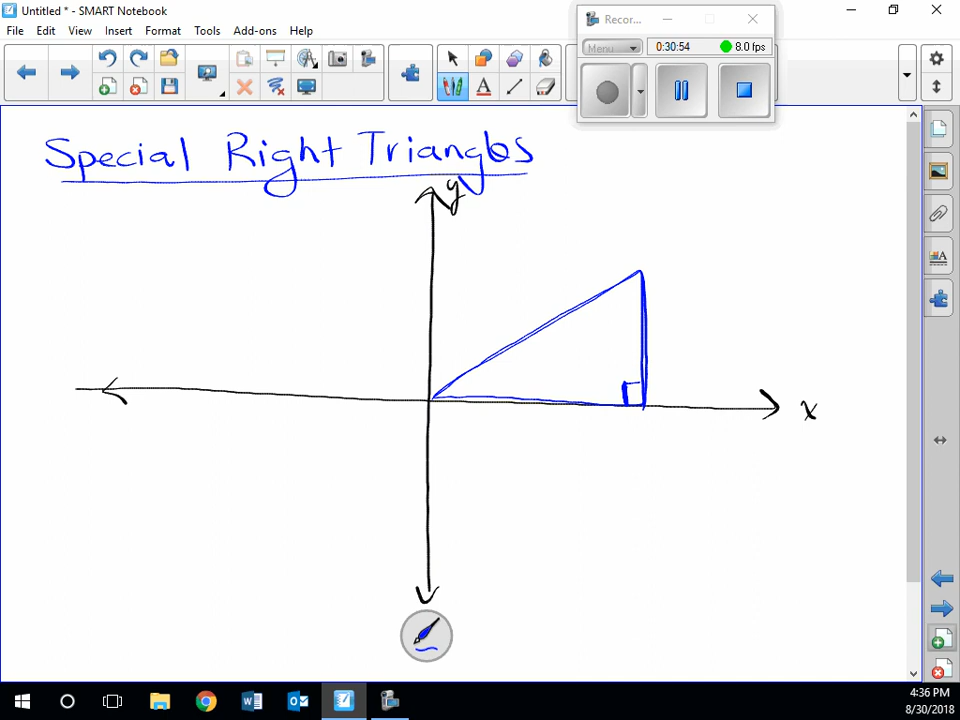 Untitled * - SMART Notebook
Recor...
File Edit View Insert Format Tools Add-ons Help
Menu 0:30:54 8.0 fps
Special Right Triangles
y
x
4:36 PM
8/30/2018